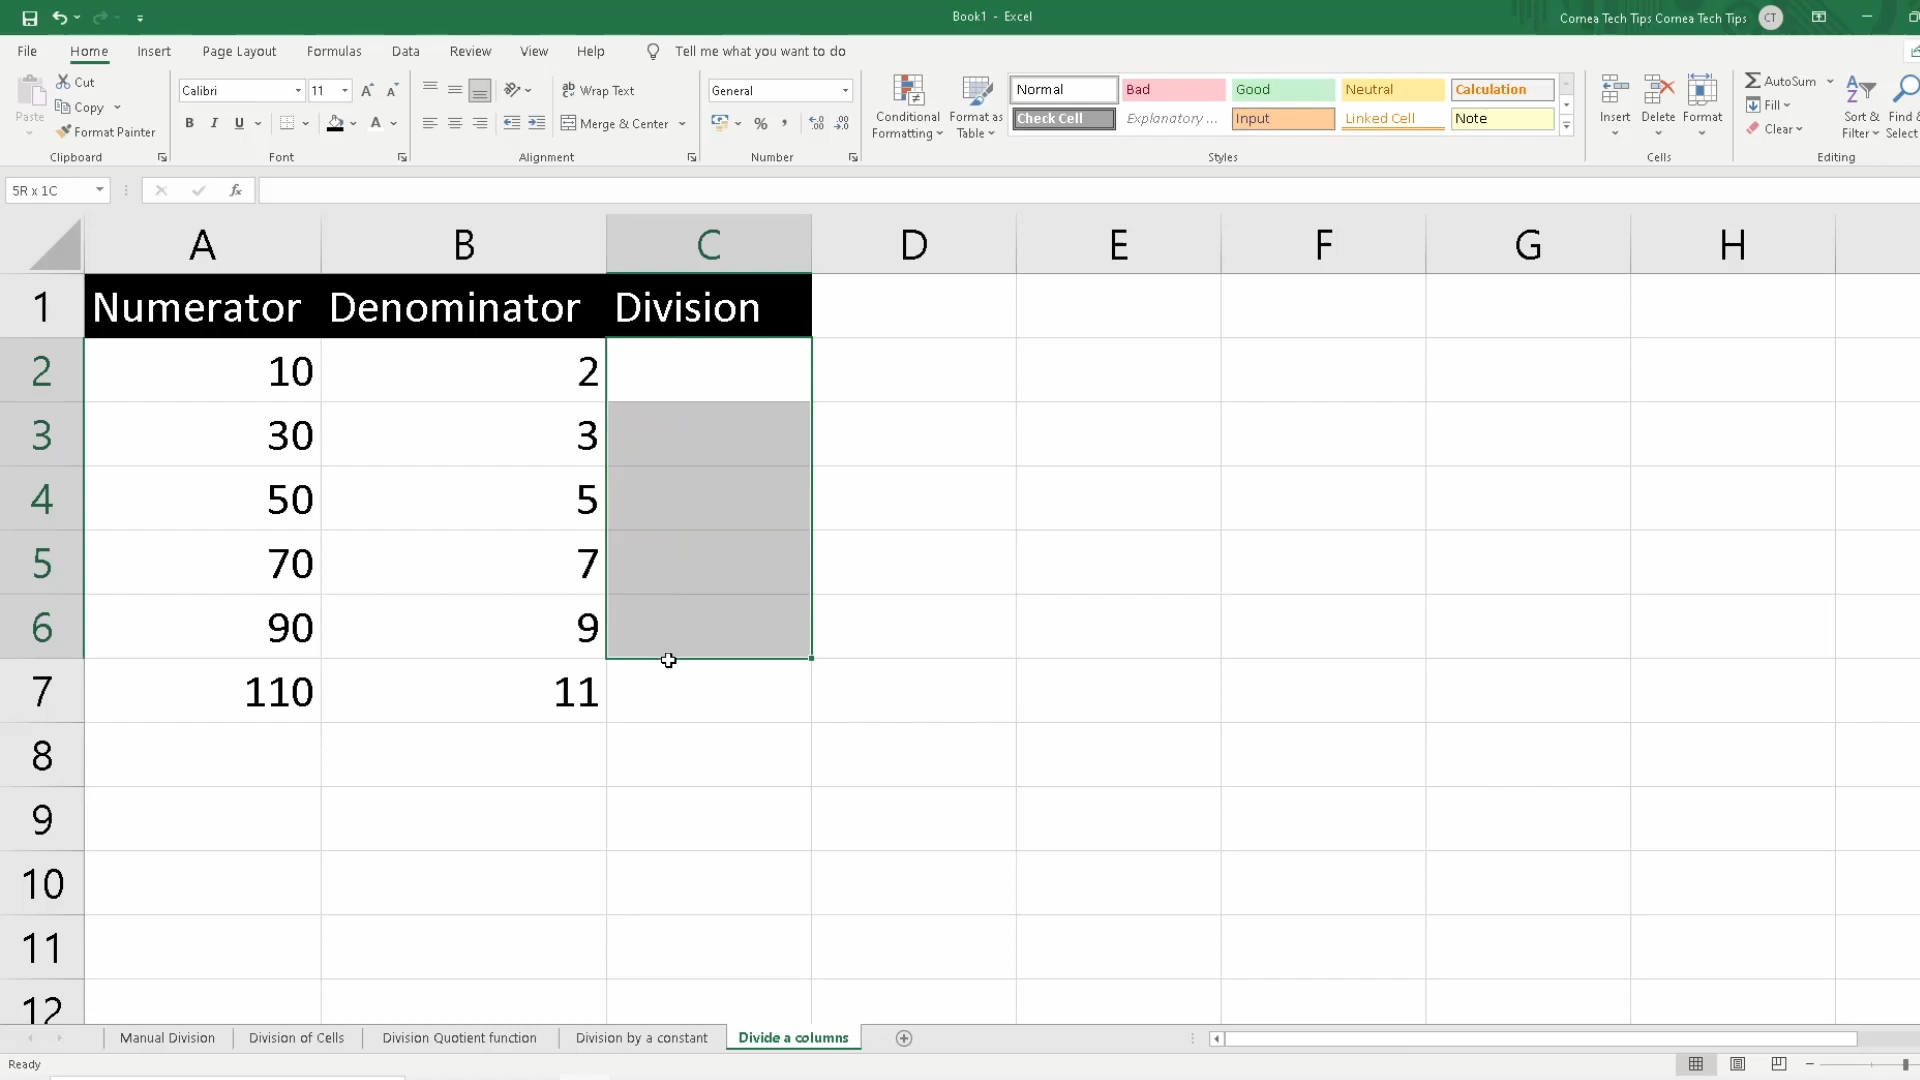 Book1 - Excel
Cornea Tech Tips Cornea Tech Tips CT
File Home Insert Page Layout Formulas Data Review View Help Tell me what you want to do
Paste
Cut
Copy
Format Painter
Clipboard
Calibri 11
B I U A
Font
Wrap Text
Merge & Center
Alignment
General
% ,
Number
Conditional
Formatting
Format as
Table
Normal Bad Good Neutral Calculation
Check Cell Explanatory ... Input Linked Cell Note
Styles
Insert Delete Format
Cells
AutoSum
Fill
Clear
Sort &
Filter
Find &
Select
Editing
5R x 1C fx
A B C D E F G H
1 Numerator Denominator Division
2 10 2
3 30 3
4 50 5
5 70 7
6 90 9
7 110 11
8
9
10
11
12
Manual Division Division of Cells Division Quotient function Division by a constant Divide a columns
Ready